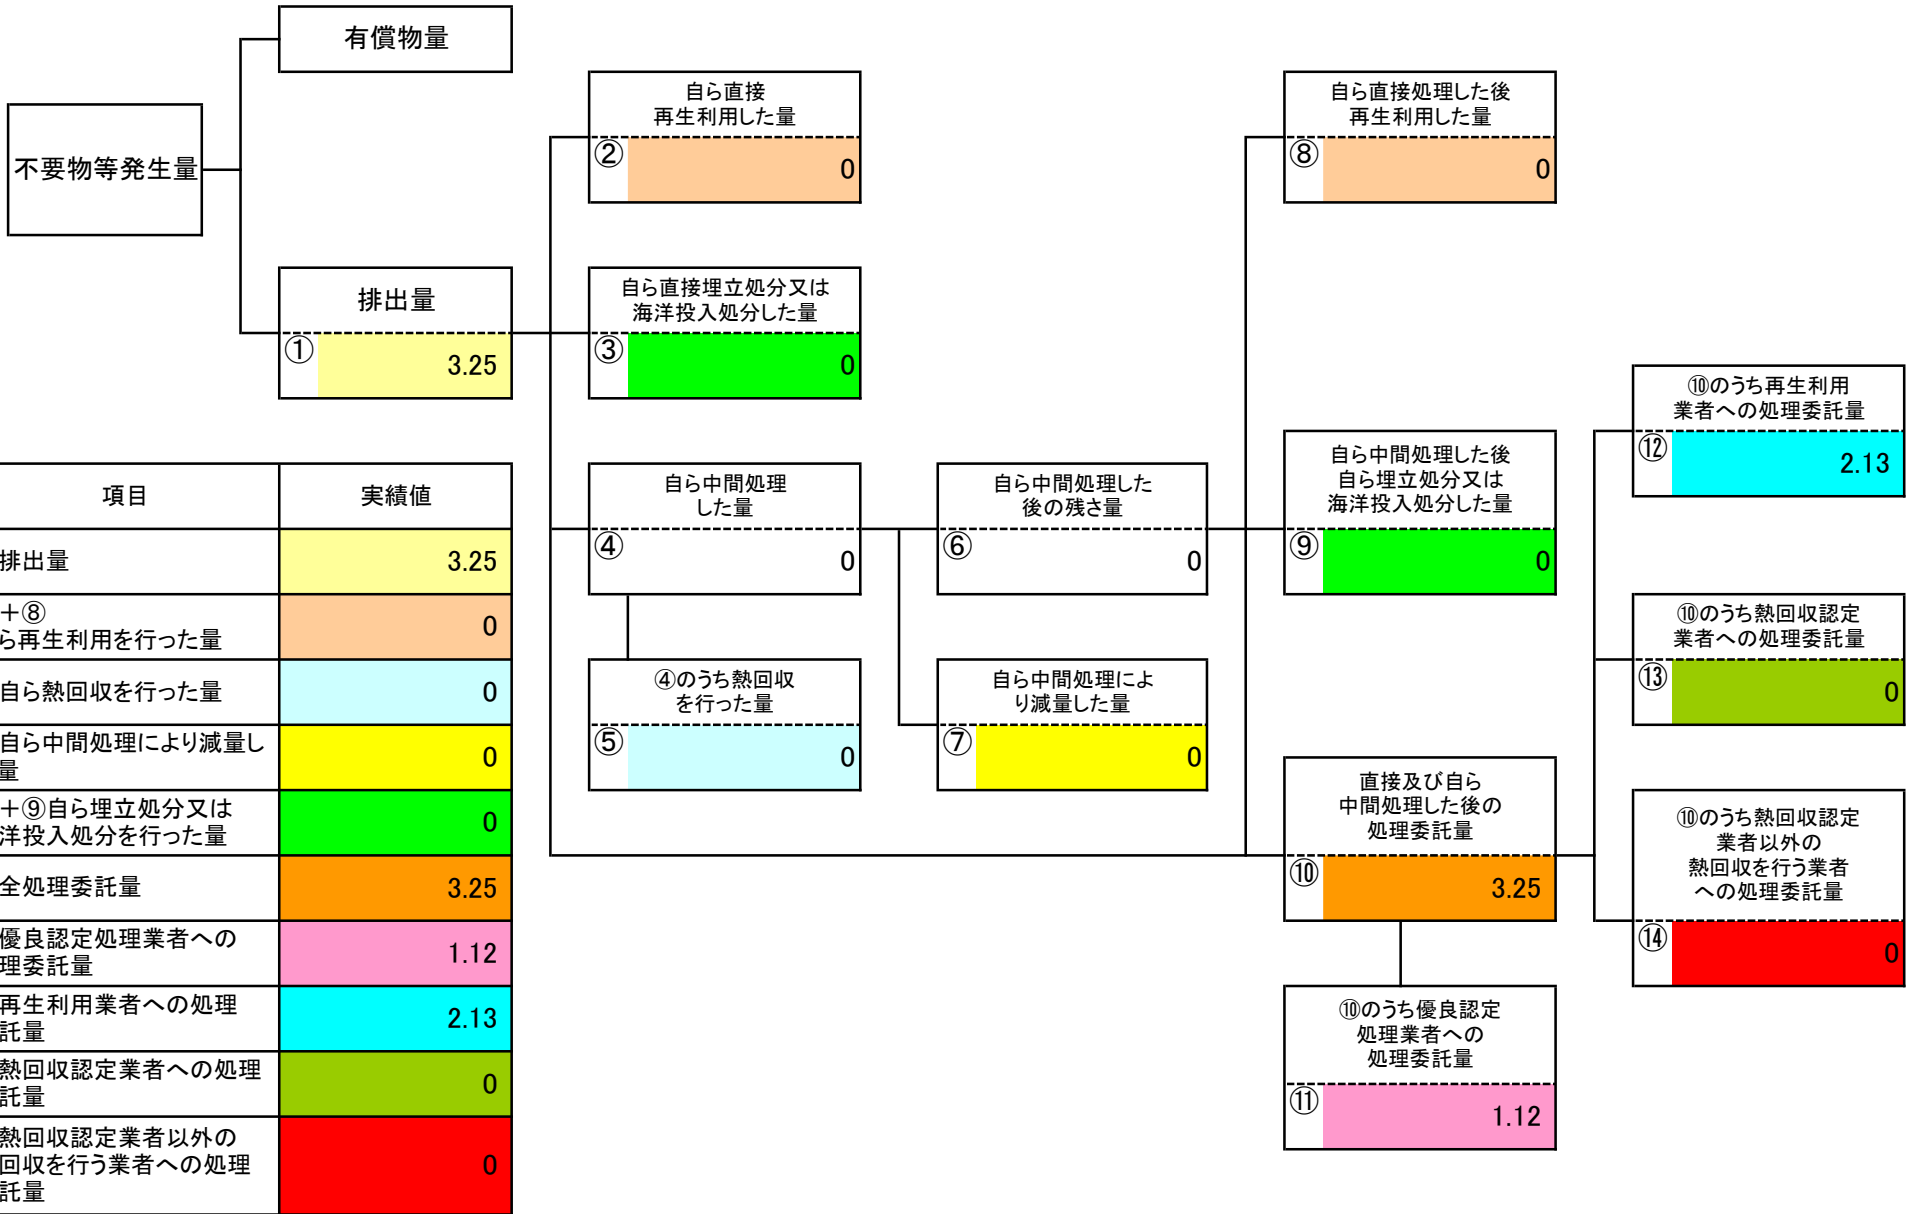 有償物量
不要物等発生量
排出量
①
3.25
自ら直接
再生利用した量
②
0
自ら直接埋立処分又は
海洋投入処分した量
③
0
自ら中間処理
した量
④
0
④のうち熱回収
を行った量
⑤
0
自ら中間処理した
後の残さ量
⑥
0
自ら中間処理によ
り減量した量
⑦
0
自ら直接処理した後
再生利用した量
⑧
0
自ら中間処理した後
自ら埋立処分又は
海洋投入処分した量
⑨
0
直接及び自ら
中間処理した後の
処理委託量
⑩
3.25
⑩のうち優良認定
処理業者への
処理委託量
⑪
1.12
⑩のうち再生利用
業者への処理委託量
⑫
2.13
⑩のうち熱回収認定
業者への処理委託量
⑬
0
⑩のうち熱回収認定
業者以外の
熱回収を行う業者
への処理委託量
⑭
0
項目 実績値
排出量 3.25
+⑧
ら再生利用を行った量 0
自ら熱回収を行った量 0
自ら中間処理により減量し
量 0
+⑨自ら埋立処分又は
洋投入処分を行った量 0
全処理委託量 3.25
優良認定処理業者への
理委託量 1.12
再生利用業者への処理
託量 2.13
熱回収認定業者への処理
託量 0
熱回収認定業者以外の
回収を行う業者への処理
託量 0